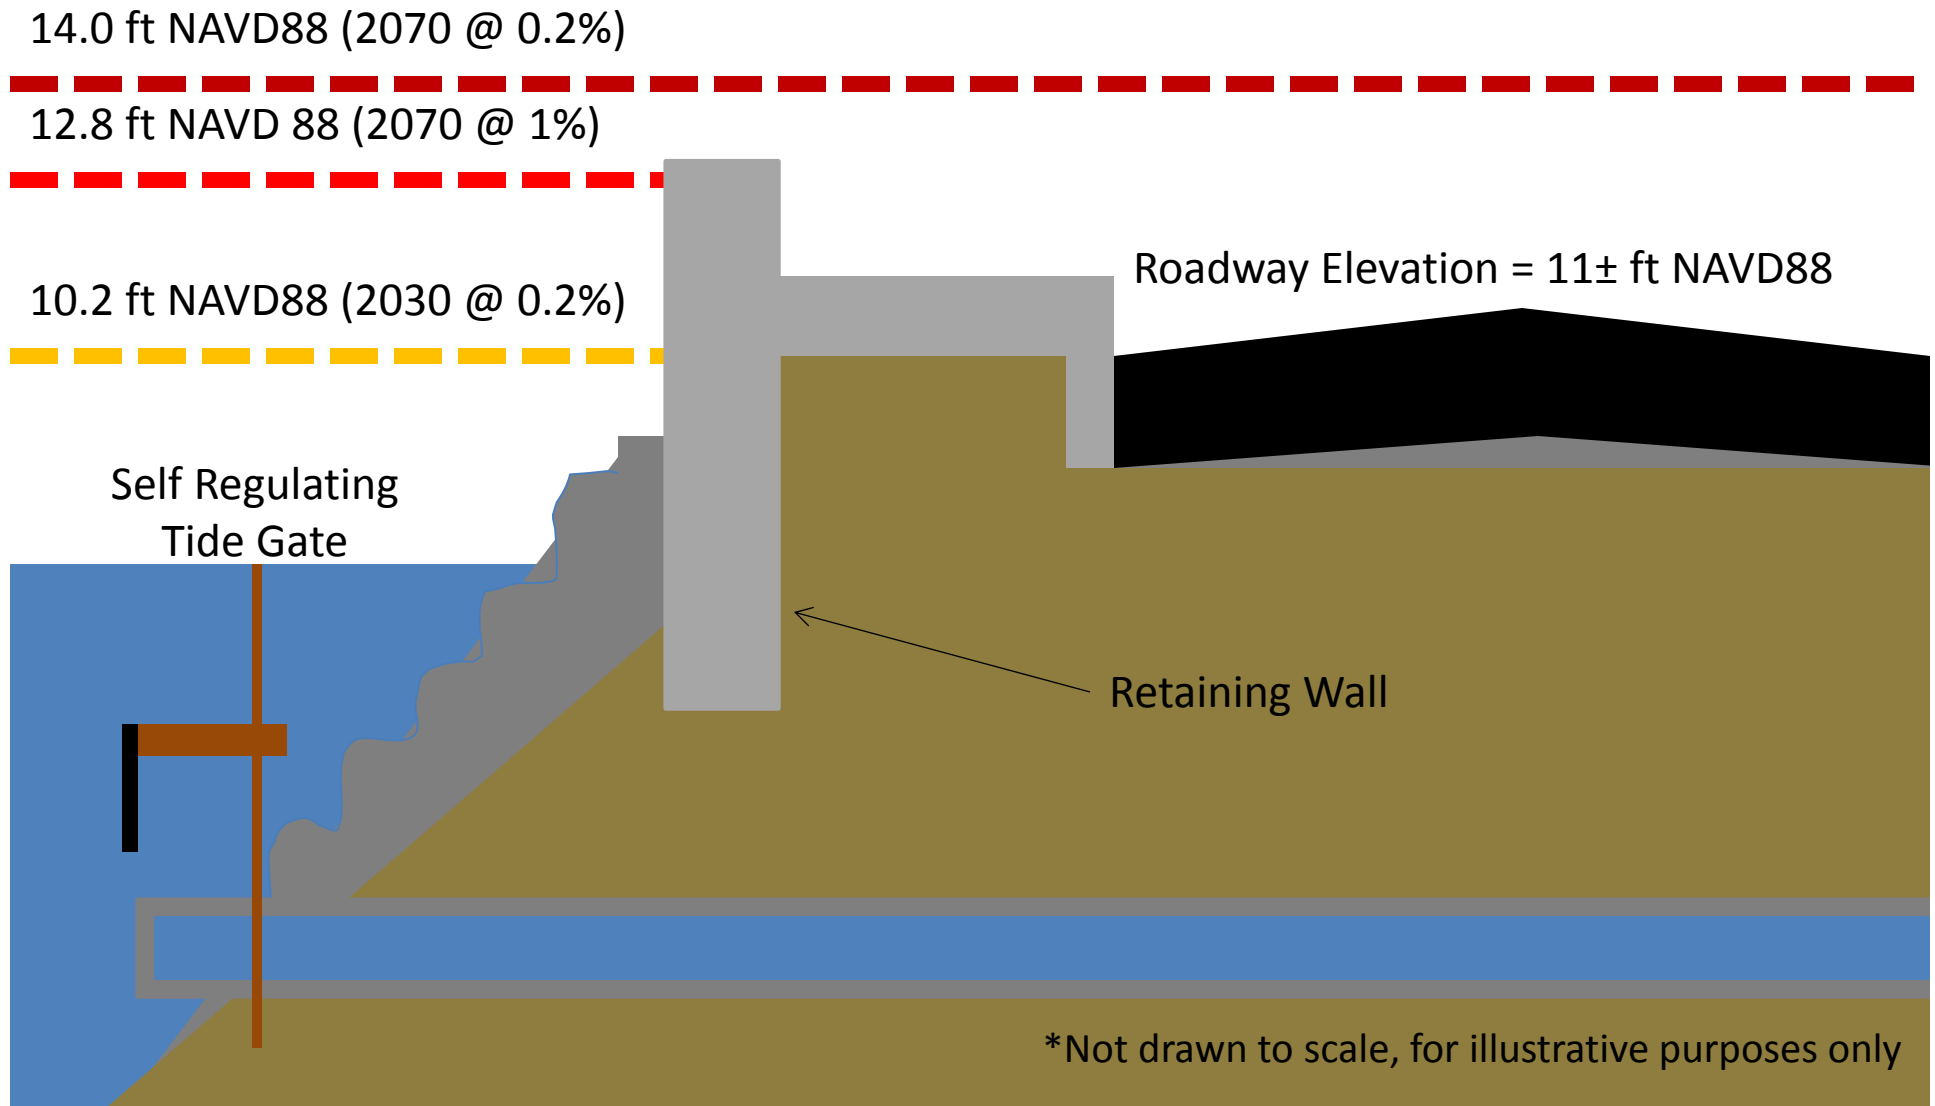 14.0 ft NAVD88 (2070 @ 0.2%)
12.8 ft NAVD 88 (2070 @ 1%)
Roadway Elevation = 11± ft NAVD88
10.2 ft NAVD88 (2030 @ 0.2%)
Self Regulating
Tide Gate
Retaining Wall
*Not drawn to scale, for illustrative purposes only